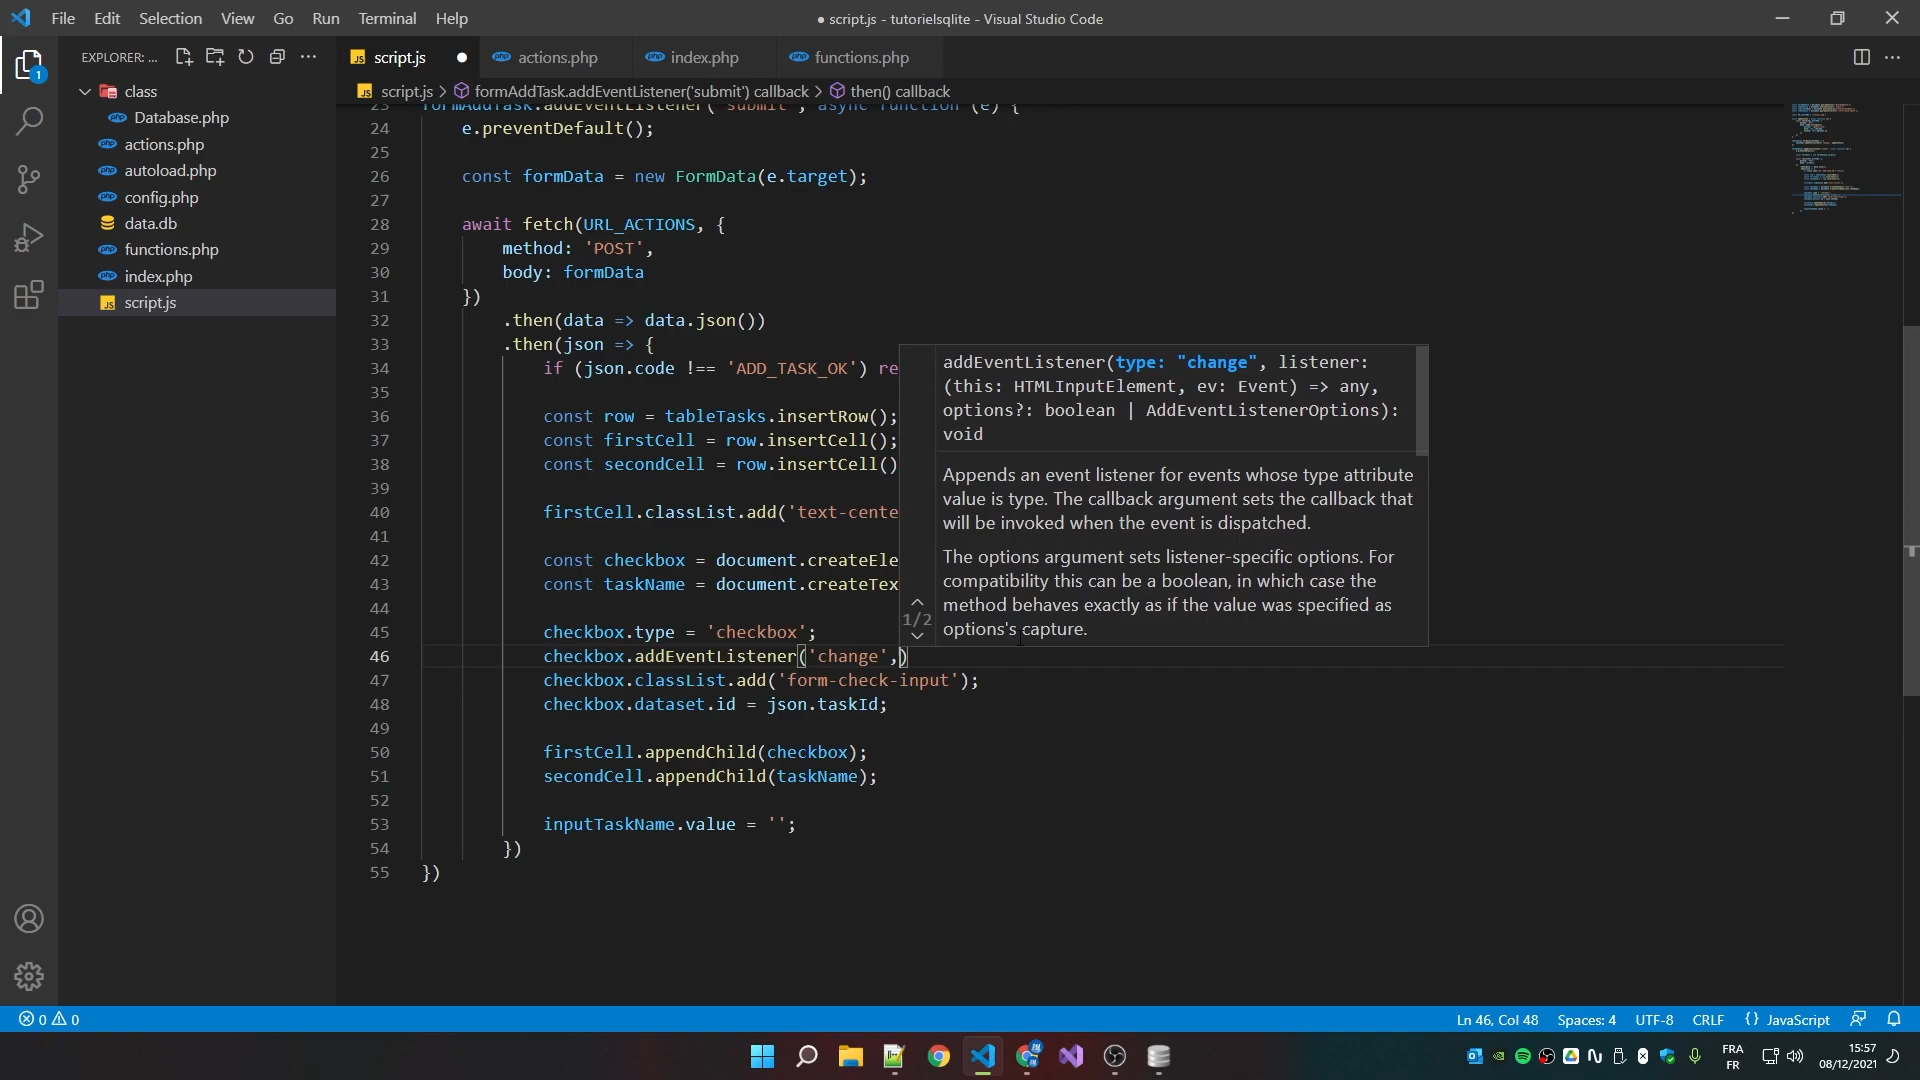 File Edit Selection View Go Run Terminal Help
● script.js - tutorielsqlite - Visual Studio Code
EXPLORER: ...
script.js
actions.php
index.php
functions.php
script.js > formAddTask.addEventListener('submit') callback > then() callback
1
class
Database.php
actions.php
autoload.php
config.php
data.db
functions.php
index.php
script.js
23 formAddTask.addEventListener('submit', async function (e) {
24 e.preventDefault();
25
26 const formData = new FormData(e.target);
27
28 await fetch(URL_ACTIONS, {
29 method: 'POST',
30 body: formData
31 })
32 .then(data => data.json())
33 .then(json => {
34 if (json.code !== 'ADD_TASK_OK') re
35
36 const row = tableTasks.insertRow();
37 const firstCell = row.insertCell();
38 const secondCell = row.insertCell()
39
40 firstCell.classList.add('text-cente
41
42 const checkbox = document.createEle
43 const taskName = document.createTex
44
45 checkbox.type = 'checkbox';
46 checkbox.addEventListener('change',)
47 checkbox.classList.add('form-check-input');
48 checkbox.dataset.id = json.taskId;
49
50 firstCell.appendChild(checkbox);
51 secondCell.appendChild(taskName);
52
53 inputTaskName.value = '';
54 })
55 })
addEventListener(type: "change", listener:
(this: HTMLInputElement, ev: Event) => any,
options?: boolean | AddEventListenerOptions):
void
Appends an event listener for events whose type attribute
value is type. The callback argument sets the callback that
will be invoked when the event is dispatched.
The options argument sets listener-specific options. For
compatibility this can be a boolean, in which case the
method behaves exactly as if the value was specified as
options's capture.
1/2
0 0
Ln 46, Col 48 Spaces: 4 UTF-8 CRLF {} JavaScript
FRA
FR
15:57
08/12/2021